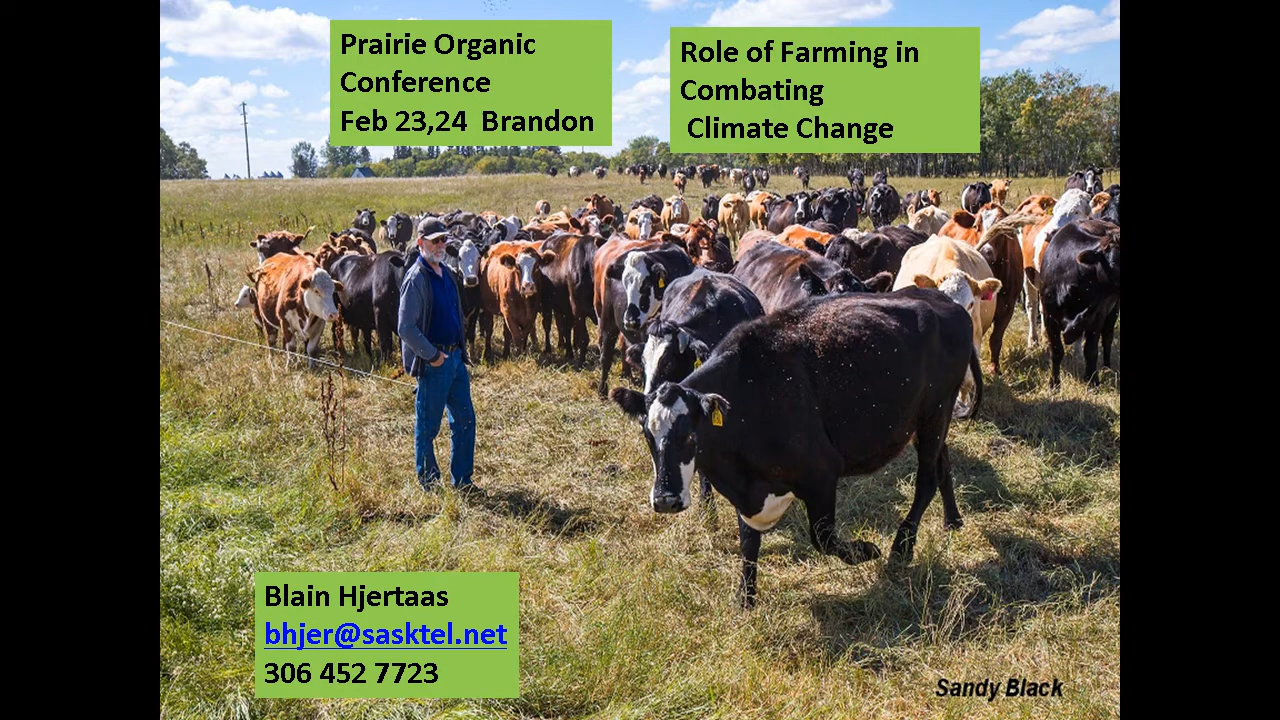 Prairie Organic
Conference
Feb 23,24  Brandon
Role of Farming in
Combating
Climate Change
Blain Hjertaas
bhjer@sasktel.net
306 452 7723
Sandy Black